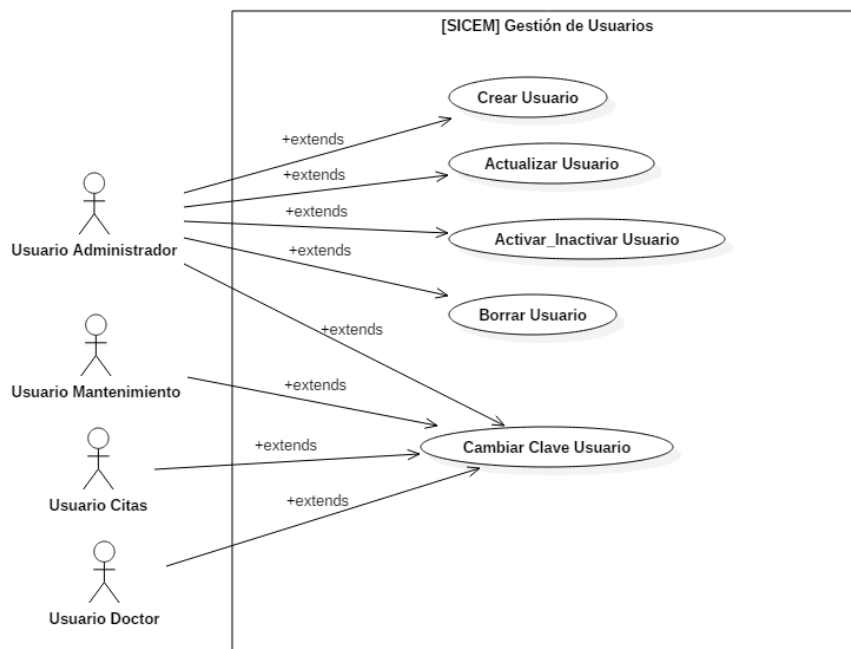 [SICEM] Gestión de Usuarios
Crear Usuario
+extends
Actualizar Usuario
+extends
+extends
Activar_Inactivar Usuario
Usuario Administrador
+extends
Borrar Usuario
+extends
Usuario Mantenimiento
+extends
Cambiar Clave Usuario
+extends
Usuario Citas
+extends
Usuario Doctor